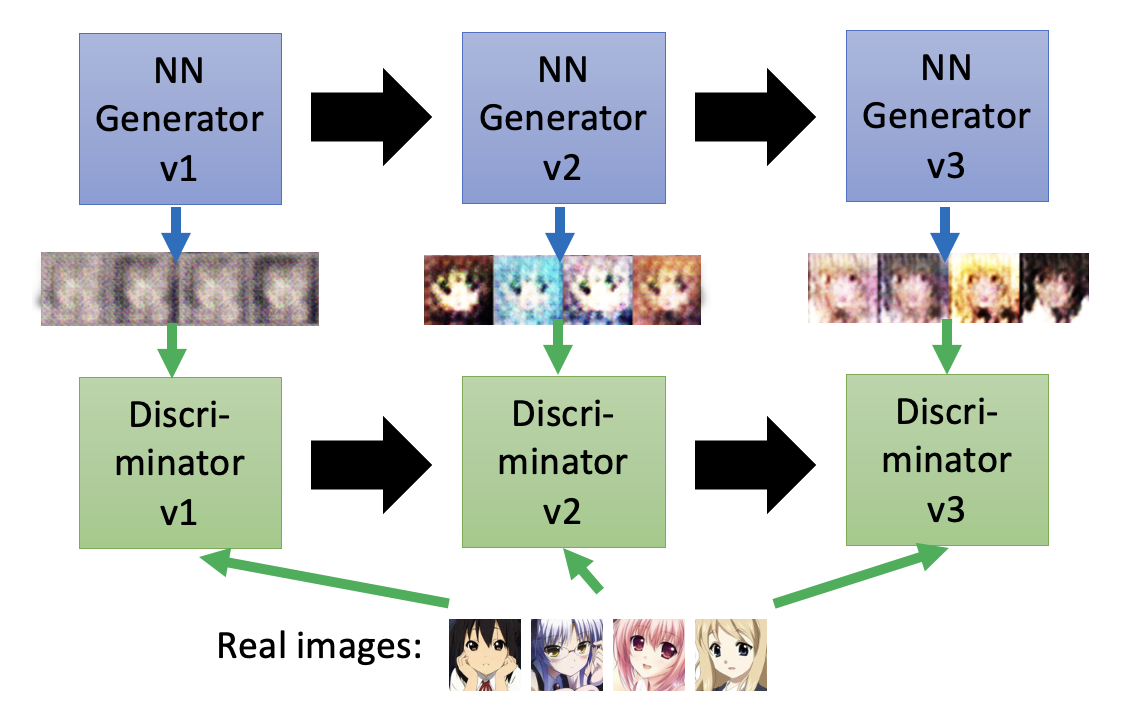 NN
Generator
v1
NN
Generator
v2
NN
Generator
v3
Discri-
minator
v1
Discri-
minator
v2
Discri-
minator
v3
Real images: